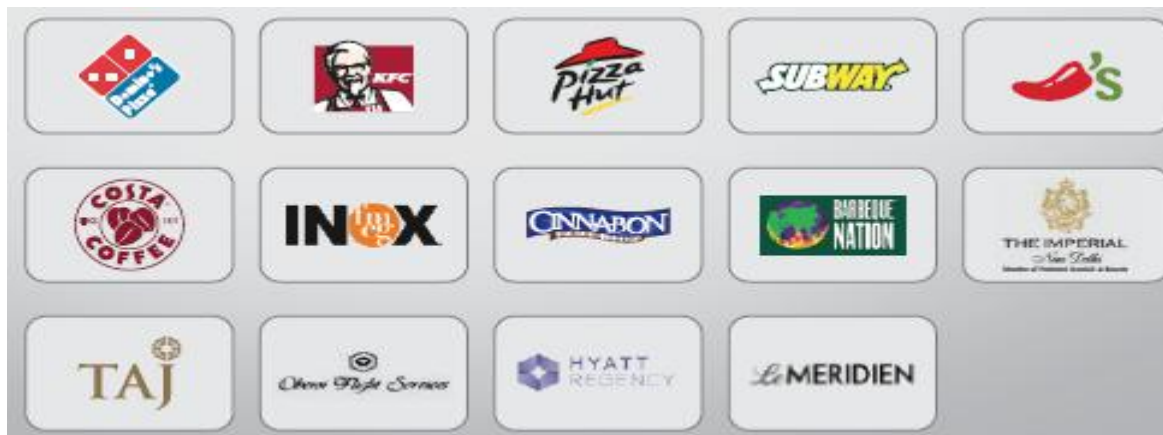 Domino's
Pizza
KFC
Pizza
Hut
SUBWAY
's
COSTA
COFFEE
INOX
CINNABON
BARBEQUE
NATION
THE IMPERIAL
New Delhi
TAJ
Oberoi Flight Services
HYATT
REGENCY
Le MERIDIEN